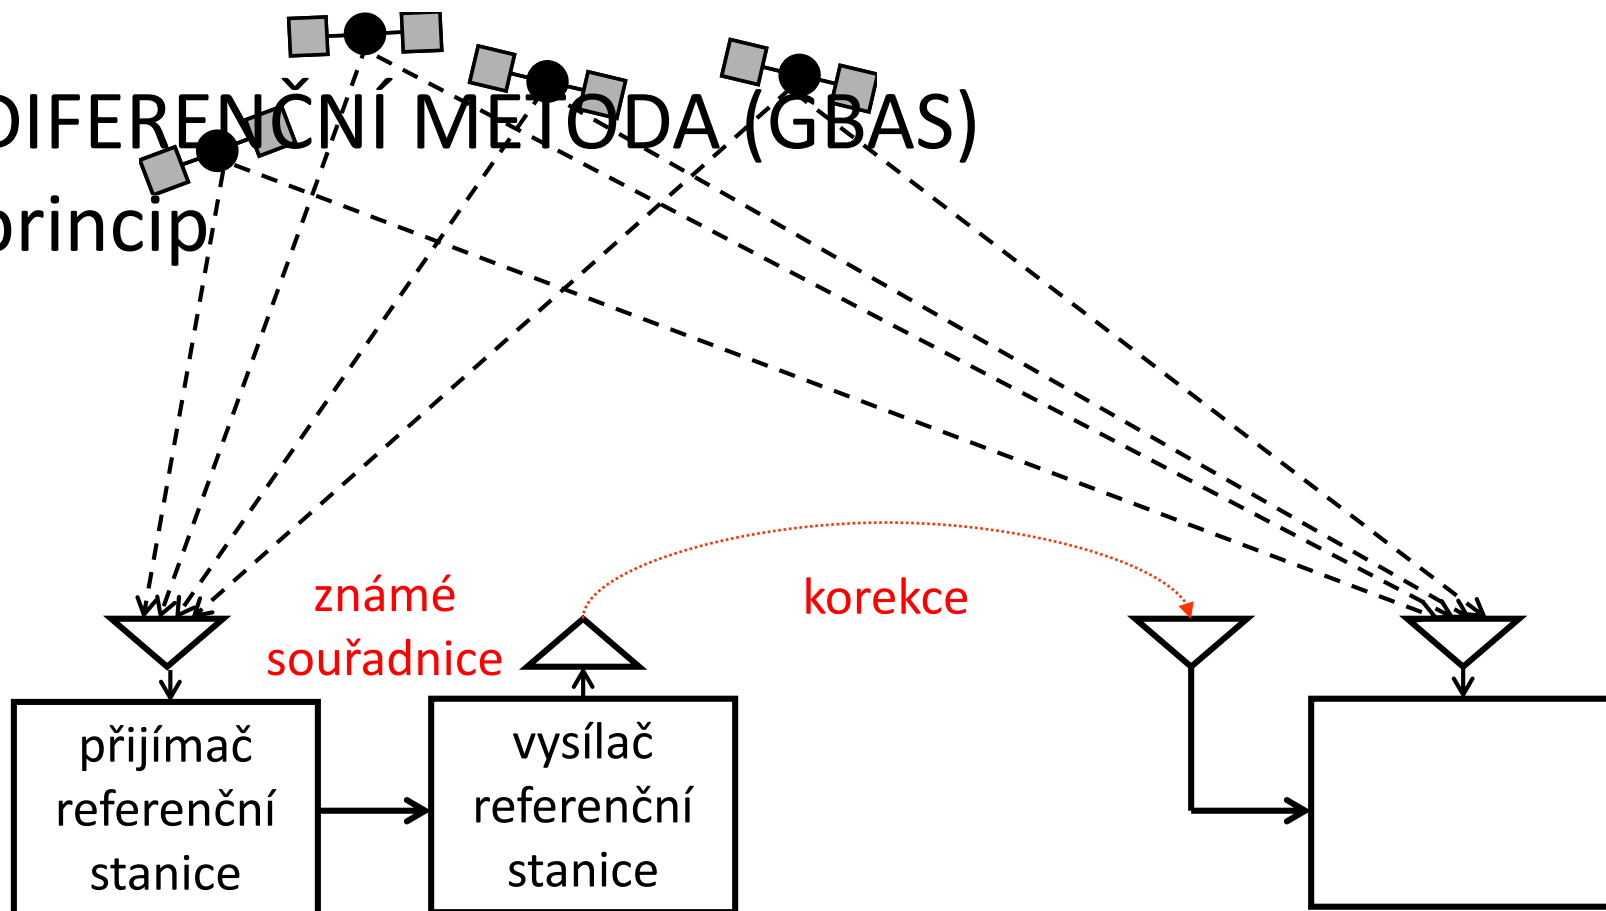 DIFERENČNÍ METODA (GBAS)
princip
známé
souřadnice
korekce
přijímač
referenční
stanice
vysílač
referenční
stanice